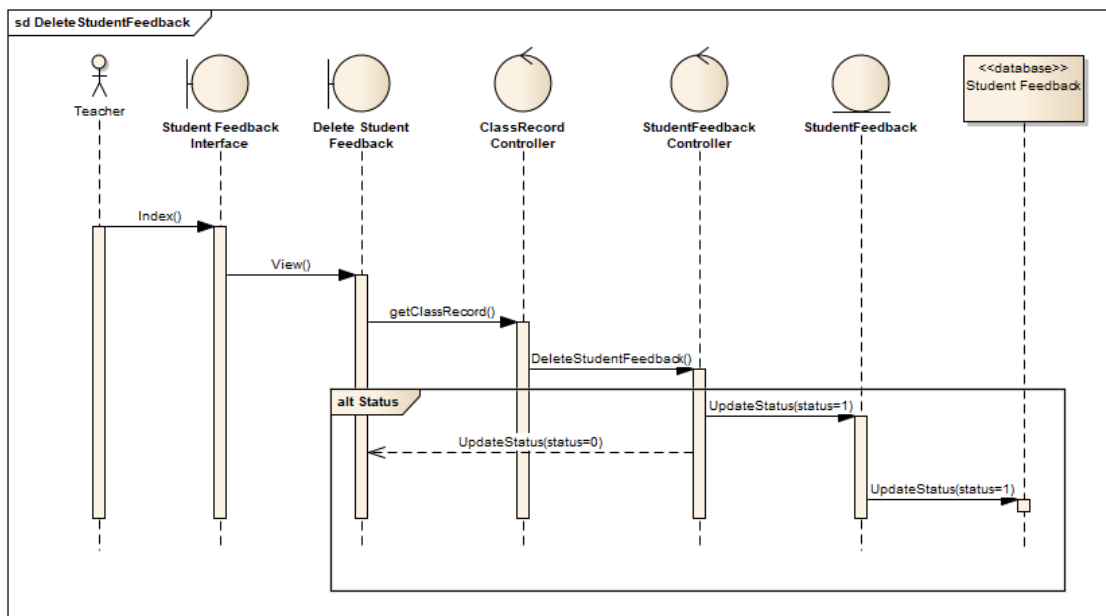 sd DeleteStudentFeedback
<<database>>
Student Feedback
Teacher
Student Feedback
Interface
Delete Student
Feedback
ClassRecord
Controller
StudentFeedback
Controller
StudentFeedback
Index()
View()
getClassRecord()
DeleteStudentFeedback()
alt Status
UpdateStatus(status=1)
UpdateStatus(status=0)
UpdateStatus(status=1)